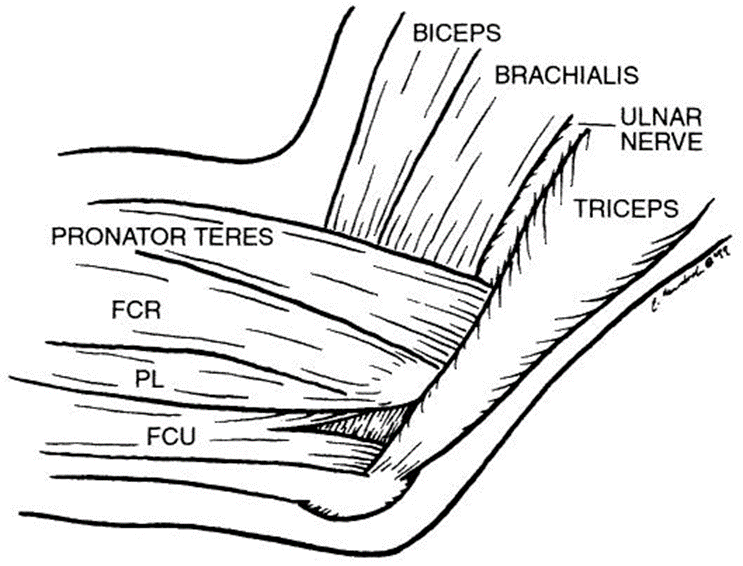 BICEPS
BRACHIALIS
ULNAR
NERVE
TRICEPS
PRONATOR TERES
FCR
PL
FCU